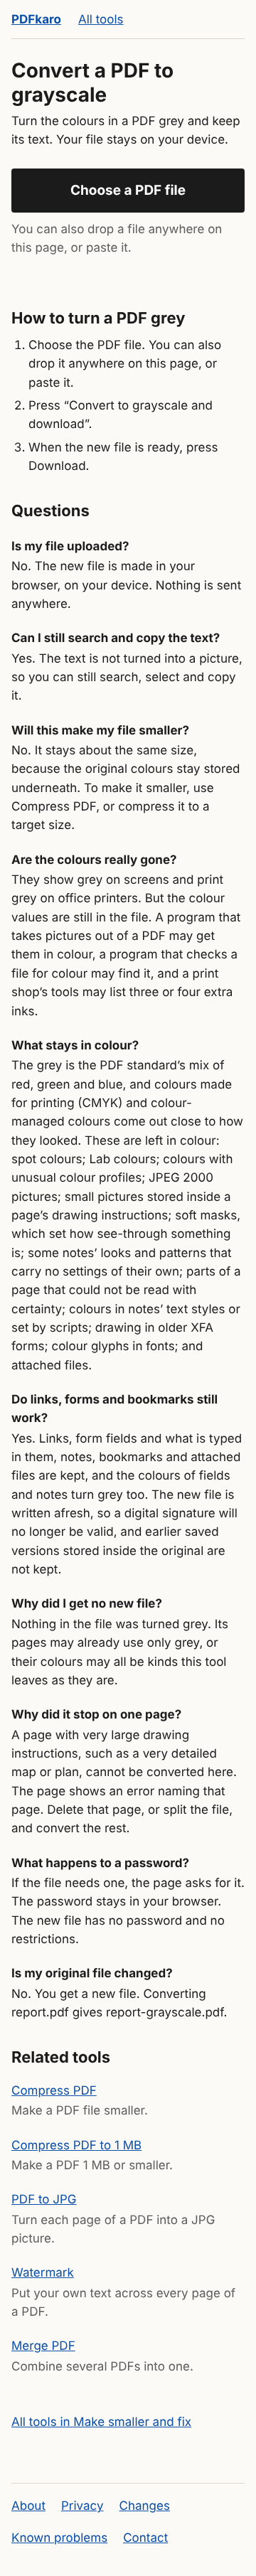 PDFkaro All tools
Convert a PDF to
grayscale
Turn the colours in a PDF grey and keep
its text. Your file stays on your device.
Choose a PDF file
You can also drop a file anywhere on
this page, or paste it.
How to turn a PDF grey
1. Choose the PDF file. You can also
drop it anywhere on this page, or
paste it.
2. Press “Convert to grayscale and
download”.
3. When the new file is ready, press
Download.
Questions
Is my file uploaded?
No. The new file is made in your
browser, on your device. Nothing is sent
anywhere.
Can I still search and copy the text?
Yes. The text is not turned into a picture,
so you can still search, select and copy
it.
Will this make my file smaller?
No. It stays about the same size,
because the original colours stay stored
underneath. To make it smaller, use
Compress PDF, or compress it to a
target size.
Are the colours really gone?
They show grey on screens and print
grey on office printers. But the colour
values are still in the file. A program that
takes pictures out of a PDF may get
them in colour, a program that checks a
file for colour may find it, and a print
shop’s tools may list three or four extra
inks.
What stays in colour?
The grey is the PDF standard’s mix of
red, green and blue, and colours made
for printing (CMYK) and colour-
managed colours come out close to how
they looked. These are left in colour:
spot colours; Lab colours; colours with
unusual colour profiles; JPEG 2000
pictures; small pictures stored inside a
page’s drawing instructions; soft masks,
which set how see-through something
is; some notes’ looks and patterns that
carry no settings of their own; parts of a
page that could not be read with
certainty; colours in notes’ text styles or
set by scripts; drawing in older XFA
forms; colour glyphs in fonts; and
attached files.
Do links, forms and bookmarks still
work?
Yes. Links, form fields and what is typed
in them, notes, bookmarks and attached
files are kept, and the colours of fields
and notes turn grey too. The new file is
written afresh, so a digital signature will
no longer be valid, and earlier saved
versions stored inside the original are
not kept.
Why did I get no new file?
Nothing in the file was turned grey. Its
pages may already use only grey, or
their colours may all be kinds this tool
leaves as they are.
Why did it stop on one page?
A page with very large drawing
instructions, such as a very detailed
map or plan, cannot be converted here.
The page shows an error naming that
page. Delete that page, or split the file,
and convert the rest.
What happens to a password?
If the file needs one, the page asks for it.
The password stays in your browser.
The new file has no password and no
restrictions.
Is my original file changed?
No. You get a new file. Converting
report.pdf gives report-grayscale.pdf.
Related tools
Compress PDF
Make a PDF file smaller.
Compress PDF to 1 MB
Make a PDF 1 MB or smaller.
PDF to JPG
Turn each page of a PDF into a JPG
picture.
Watermark
Put your own text across every page of
a PDF.
Merge PDF
Combine several PDFs into one.
All tools in Make smaller and fix
About Privacy Changes
Known problems Contact